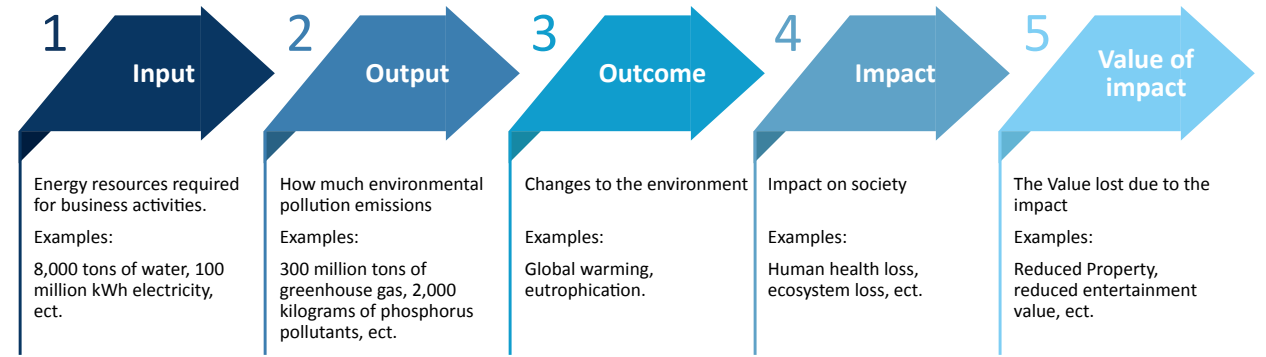 1
Input
Energy resources required
for business activities.
Examples:
8,000 tons of water, 100
million kWh electricity,
ect.
2
Output
How much environmental
pollution emissions
Examples:
300 million tons of
greenhouse gas, 2,000
kilograms of phosphorus
pollutants, ect.
3
Outcome
Changes to the environment
Examples:
Global warming,
eutrophication.
4
Impact
Impact on society
Examples:
Human health loss,
ecosystem loss, ect.
5
Value of
impact
The Value lost due to the
impact
Examples:
Reduced Property,
reduced entertainment
value, ect.